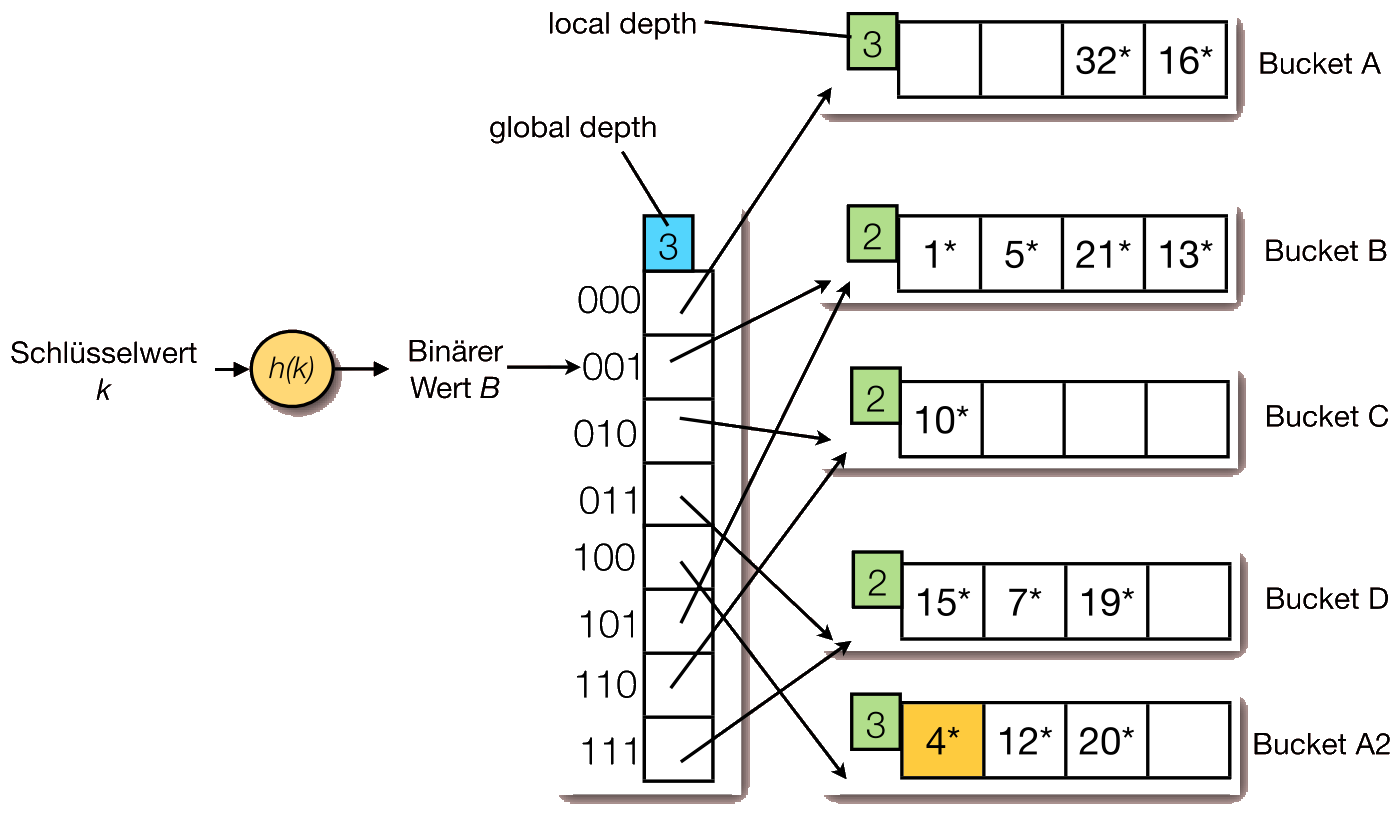 local depth
3
32* 16*
Bucket A
global depth
3
2
1* 5* 21* 13*
Bucket B
000
Schlüsselwert
k
h(k)
Binärer
Wert B
001
2
10*
Bucket C
010
011
100
2
15* 7* 19*
Bucket D
101
110
111
3
4* 12* 20*
Bucket A2